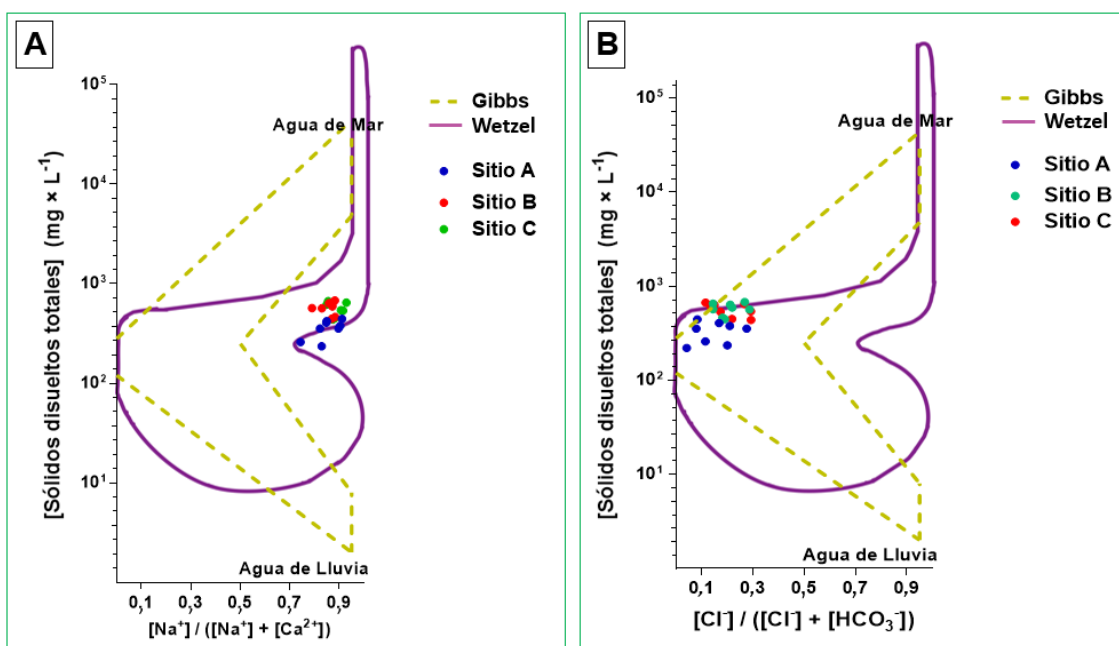 A
[Sólidos disueltos totales] (mg × L⁻¹)
10⁵
10⁴
10³
10²
10¹
Agua de Mar
Agua de Lluvia
Gibbs
Wetzel
Sitio A
Sitio B
Sitio C
0,1 0,3 0,5 0,7 0,9
[Na⁺] / ([Na⁺] + [Ca²⁺])
B
[Sólidos disueltos totales] (mg × L⁻¹)
10⁵
10⁴
10³
10²
10¹
Agua de Mar
Agua de Lluvia
Gibbs
Wetzel
Sitio A
Sitio B
Sitio C
0,1 0,3 0,5 0,7 0,9
[Cl⁻] / ([Cl⁻] + [HCO₃⁻])